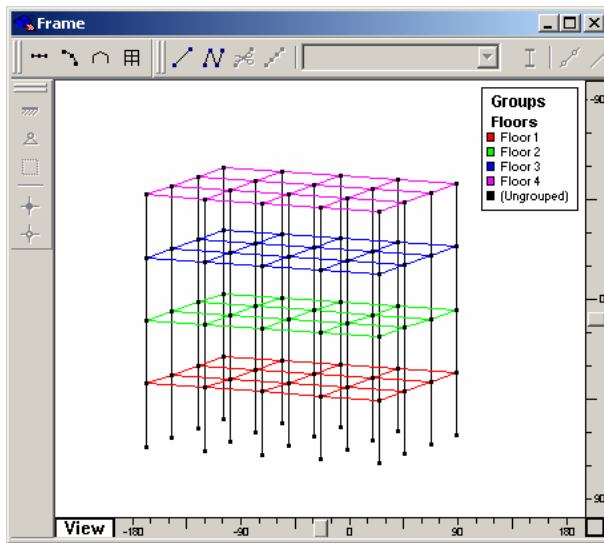 Frame
Groups
Floors
Floor 1
Floor 2
Floor 3
Floor 4
(Ungrouped)
-90
0
-90
View
-180
-90
0
90
180